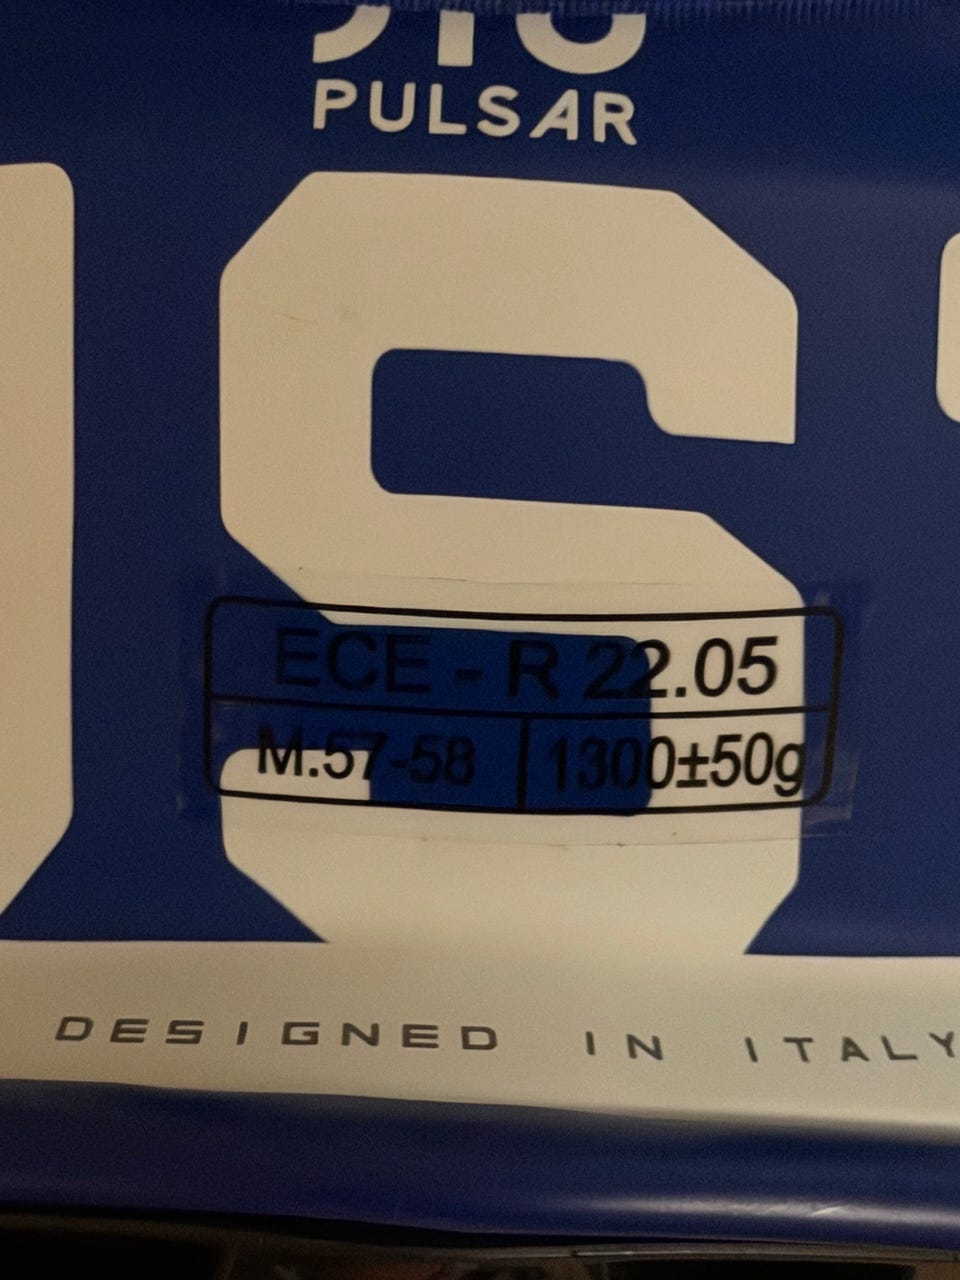 PULSAR
S
ECE - R 22.05
M:57-58 1300±50g
DESIGNED IN ITALY